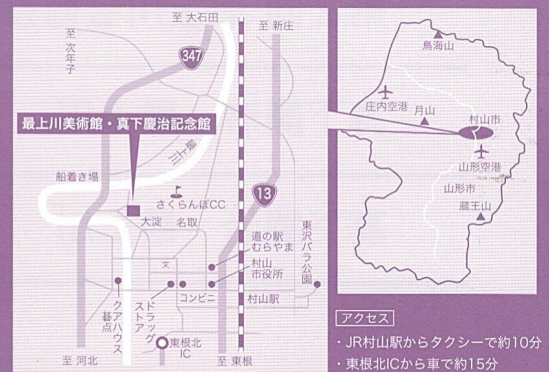 至 大石田
至 新庄
至 次年子
347
最上川美術館・真下慶治記念館
最上川
船着き場
さくらんぼCC
13
大淀
名取
道の駅
むらやま
東沢バラ公園
文
村山
市役所
コンビニ
村山駅
クアハウス
碁点
ドラッグ
ストア
東根北
IC
至 河北
至 東根
鳥海山
庄内空港
月山
村山市
山形空港
山形市
蔵王山
アクセス
・JR村山駅からタクシーで約10分
・東根北ICから車で約15分